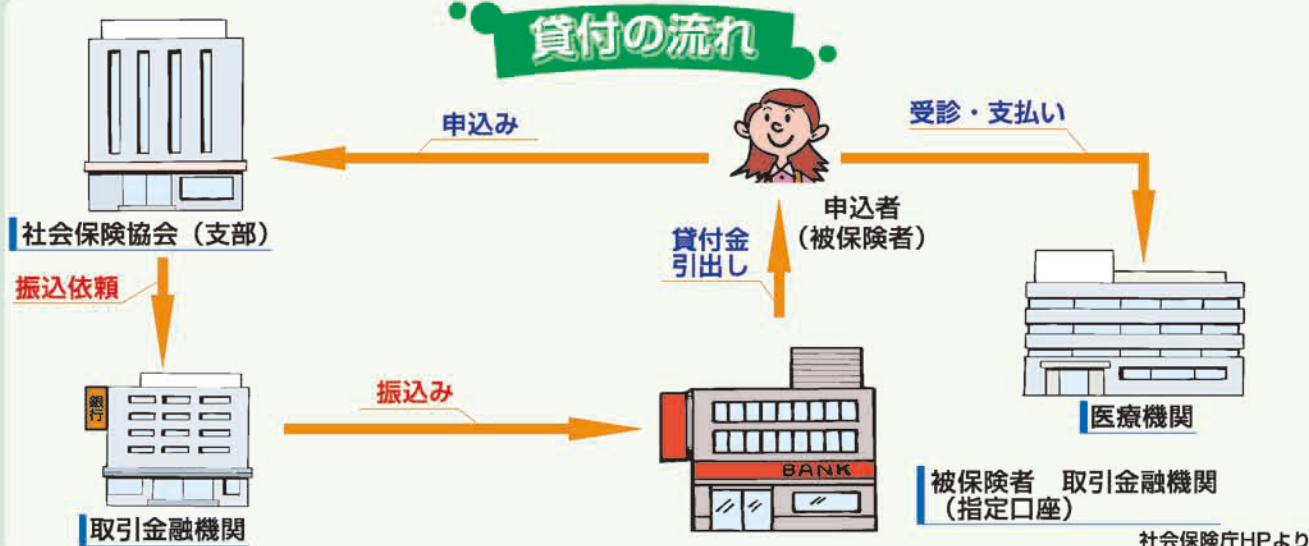 貸付の流れ
申込み
受診・支払い
社会保険協会（支部）
申込者
（被保険者）
貸付金
引出し
振込依頼
銀行
振込み
BANK
医療機関
取引金融機関
被保険者　取引金融機関
（指定口座）
社会保険庁HPより